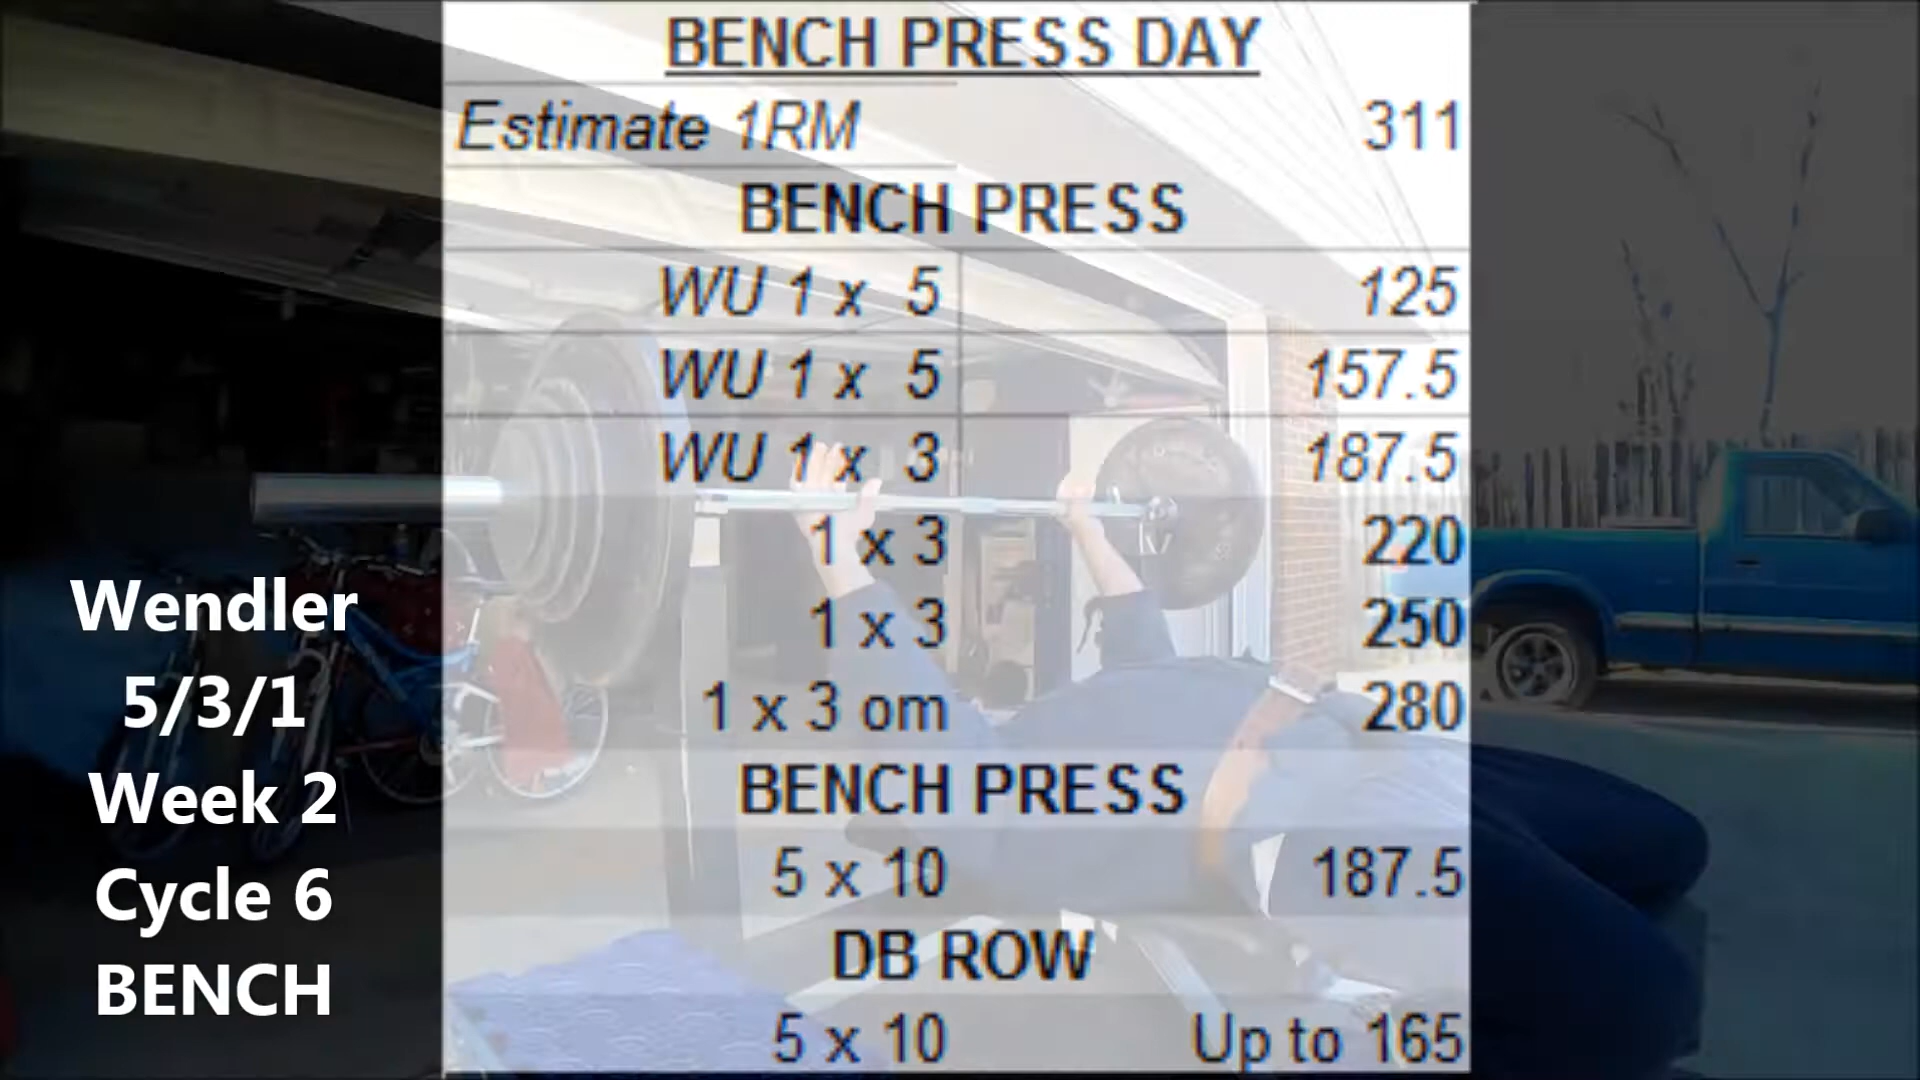 BENCH PRESS DAY
Estimate 1RM 311
BENCH PRESS
WU 1 x 5 125
WU 1 x 5 157.5
WU 1 x 3 187.5
1 x 3 220
1 x 3 250
1 x 3 om 280
BENCH PRESS
5 x 10 187.5
DB ROW
5 x 10 Up to 165
Wendler
5/3/1
Week 2
Cycle 6
BENCH